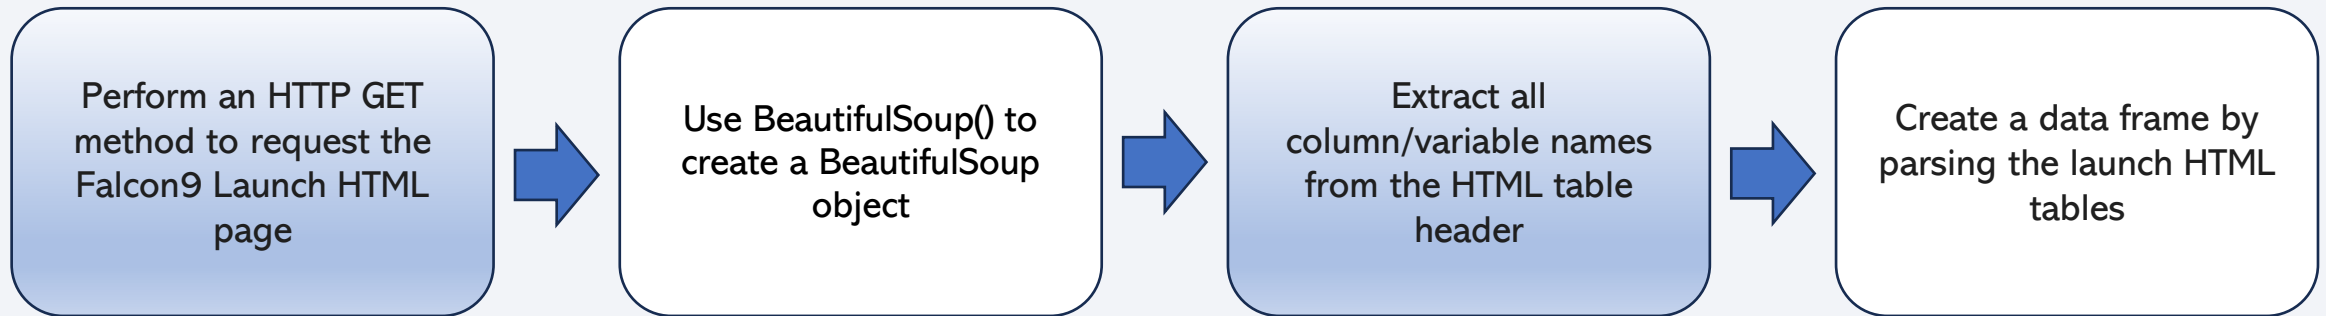 Perform an HTTP GET
method to request the
Falcon9 Launch HTML
page
Use BeautifulSoup() to
create a BeautifulSoup
object
Extract all
column/variable names
from the HTML table
header
Create a data frame by
parsing the launch HTML
tables